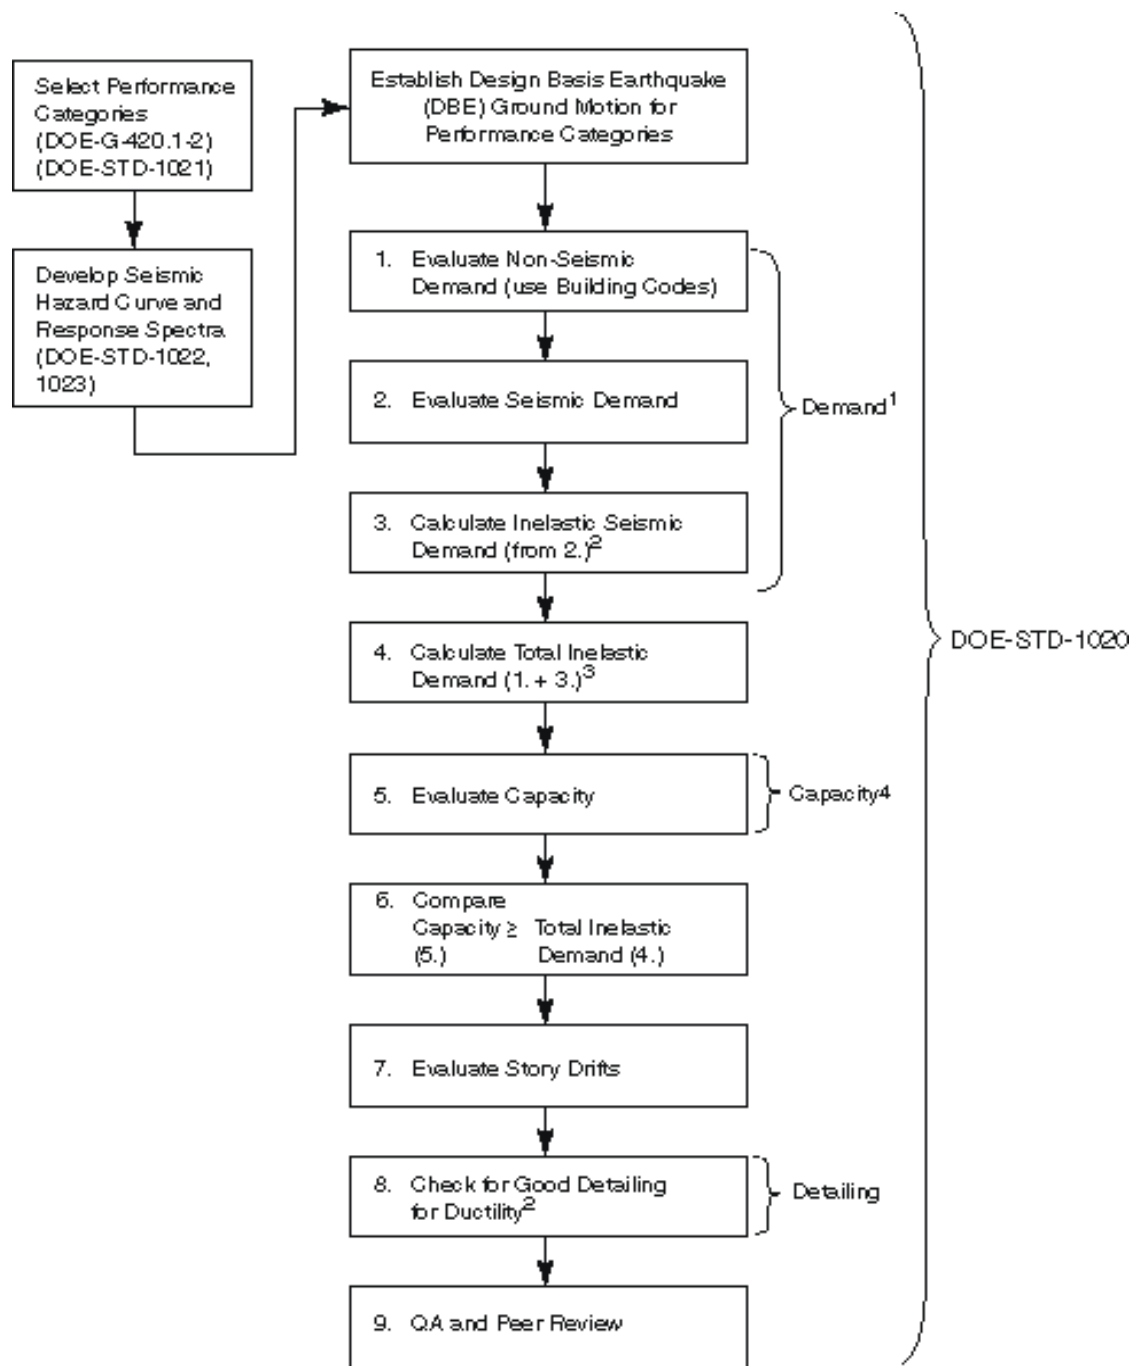 Select Performance
Categories
(DOE-G-420.1-2)
(DOE-STD-1021)
Develop Seismic
Hazard Curve and
Response Spectra
(DOE-STD-1022,
1023)
Establish Design Basis Earthquake
(DBE) Ground Motion for
Performance Categories
1. Evaluate Non-Seismic
Demand (use Building Codes)
2. Evaluate Seismic Demand
3. Calculate Inelastic Seismic
Demand (from 2.)²
Demand¹
4. Calculate Total Inelastic
Demand (1. + 3.)³
5. Evaluate Capacity
Capacity⁴
6. Compare
Capacity ≥ Total Inelastic
(5.) Demand (4.)
7. Evaluate Story Drifts
8. Check for Good Detailing
for Ductility²
Detailing
9. QA and Peer Review
DOE-STD-1020